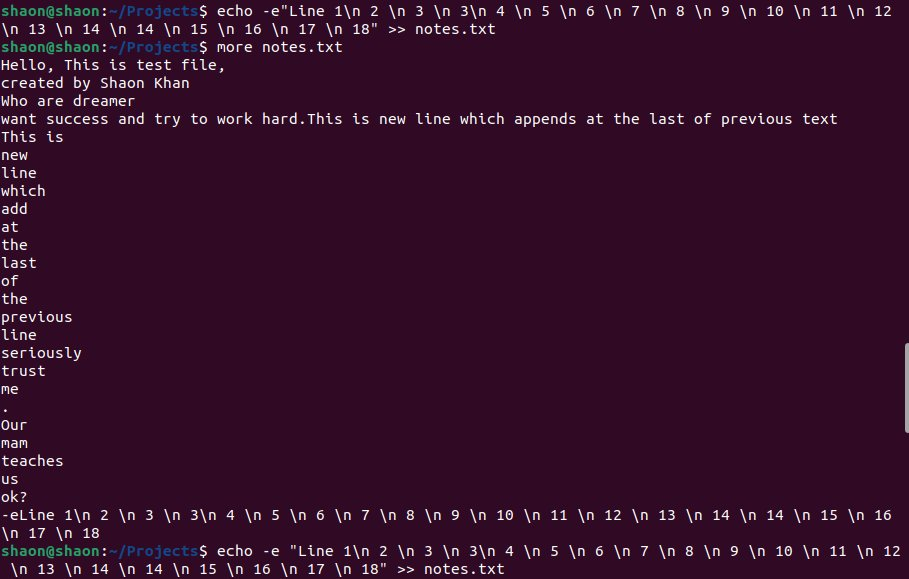 shaon@shaon:~/Projects$ echo -e"Line 1\n 2 \n 3 \n 3\n 4 \n 5 \n 6 \n 7 \n 8 \n 9 \n 10 \n 11 \n 12
\n 13 \n 14 \n 14 \n 15 \n 16 \n 17 \n 18" >> notes.txt
shaon@shaon:~/Projects$ more notes.txt
Hello, This is test file,
created by Shaon Khan
Who are dreamer
want success and try to work hard.This is new line which appends at the last of previous text
This is
new
line
which
add
at
the
last
of
the
previous
line
seriously
trust
me
.
Our
mam
teaches
us
ok?
-eLine 1\n 2 \n 3 \n 3\n 4 \n 5 \n 6 \n 7 \n 8 \n 9 \n 10 \n 11 \n 12 \n 13 \n 14 \n 14 \n 15 \n 16
\n 17 \n 18
shaon@shaon:~/Projects$ echo -e "Line 1\n 2 \n 3 \n 3\n 4 \n 5 \n 6 \n 7 \n 8 \n 9 \n 10 \n 11 \n 12
\n 13 \n 14 \n 14 \n 15 \n 16 \n 17 \n 18" >> notes.txt